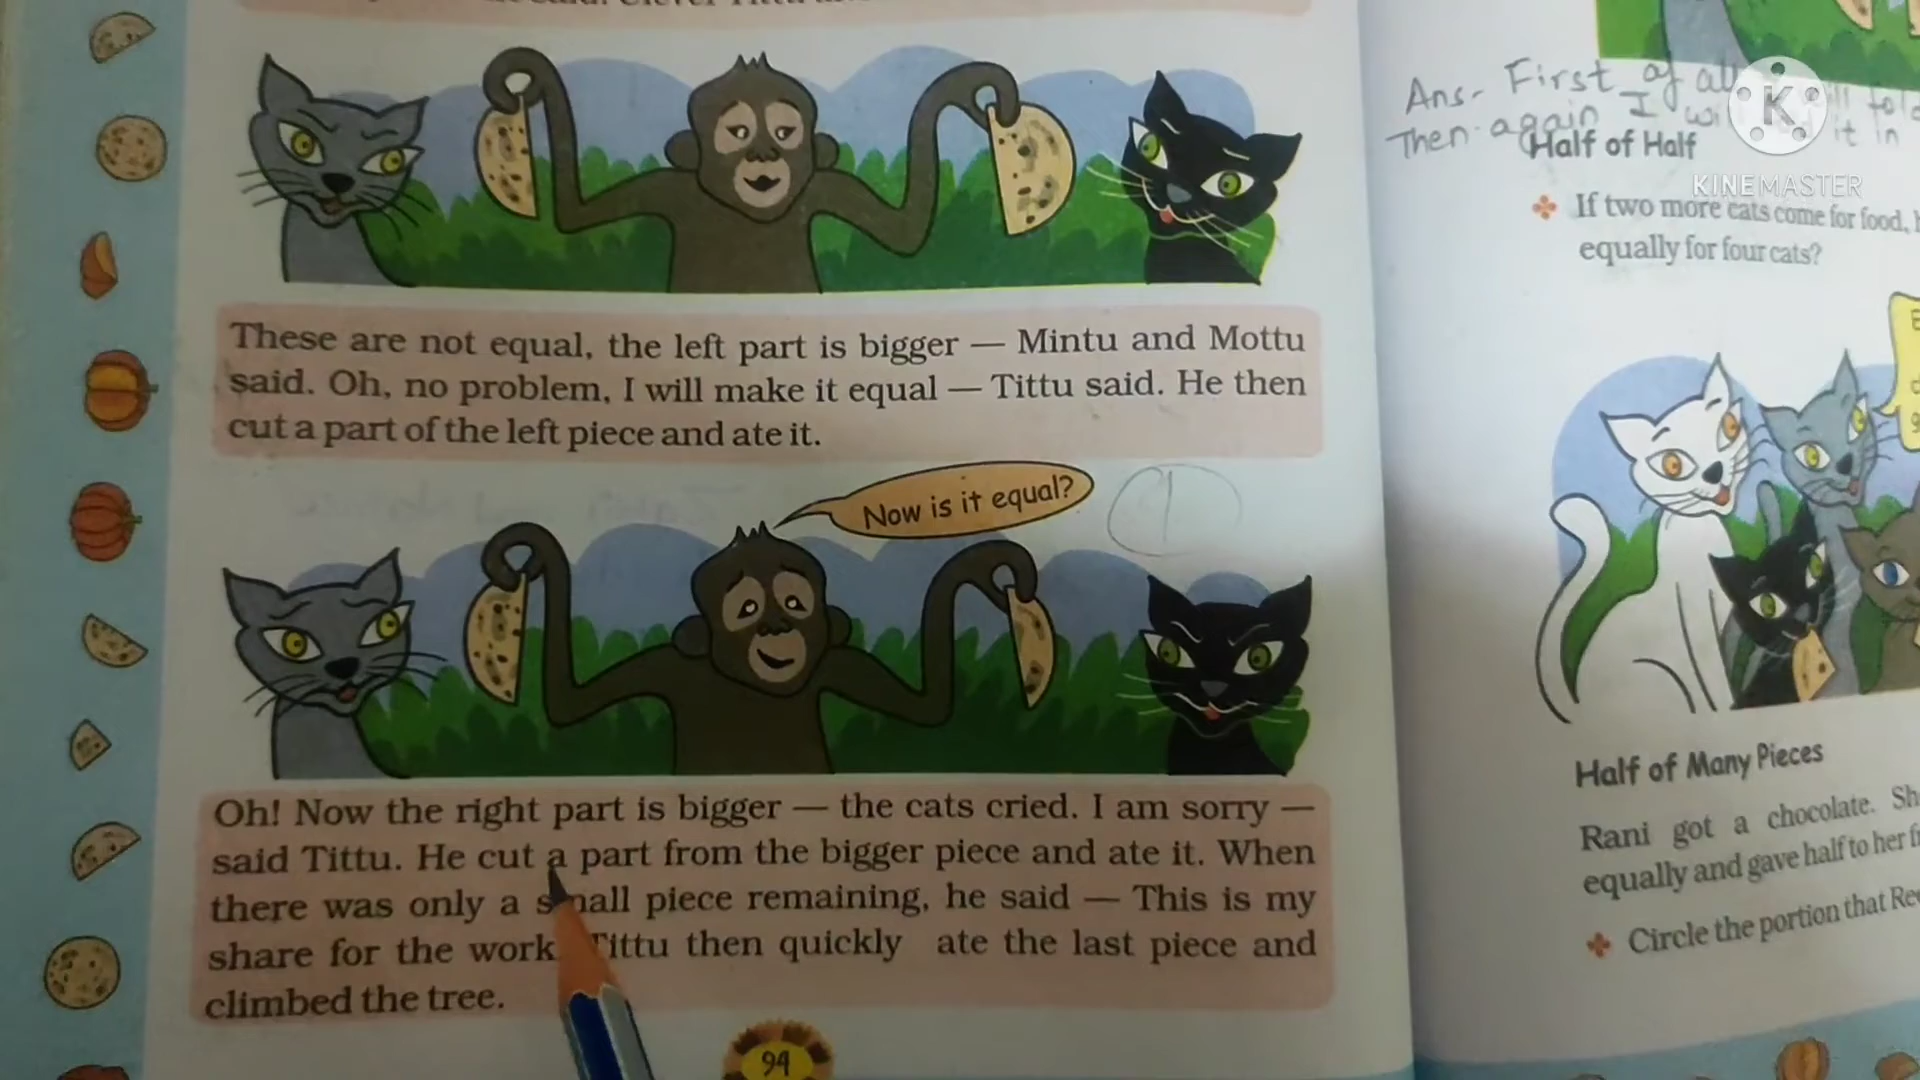 Ans- First of all
Then again I
it in
Half of Half
KINEMASTER
If two more cats come for food,
equally for four cats?
These are not equal, the left part is bigger — Mintu and Mottu
said. Oh, no problem, I will make it equal — Tittu said. He then
cut a part of the left piece and ate it.
Now is it equal?
Oh! Now the right part is bigger — the cats cried. I am sorry —
said Tittu. He cut a part from the bigger piece and ate it. When
there was only a small piece remaining, he said — This is my
share for the work. Tittu then quickly ate the last piece and
climbed the tree.
94
Half of Many Pieces
Rani got a chocolate.
equally and gave half to her
Circle the portion that